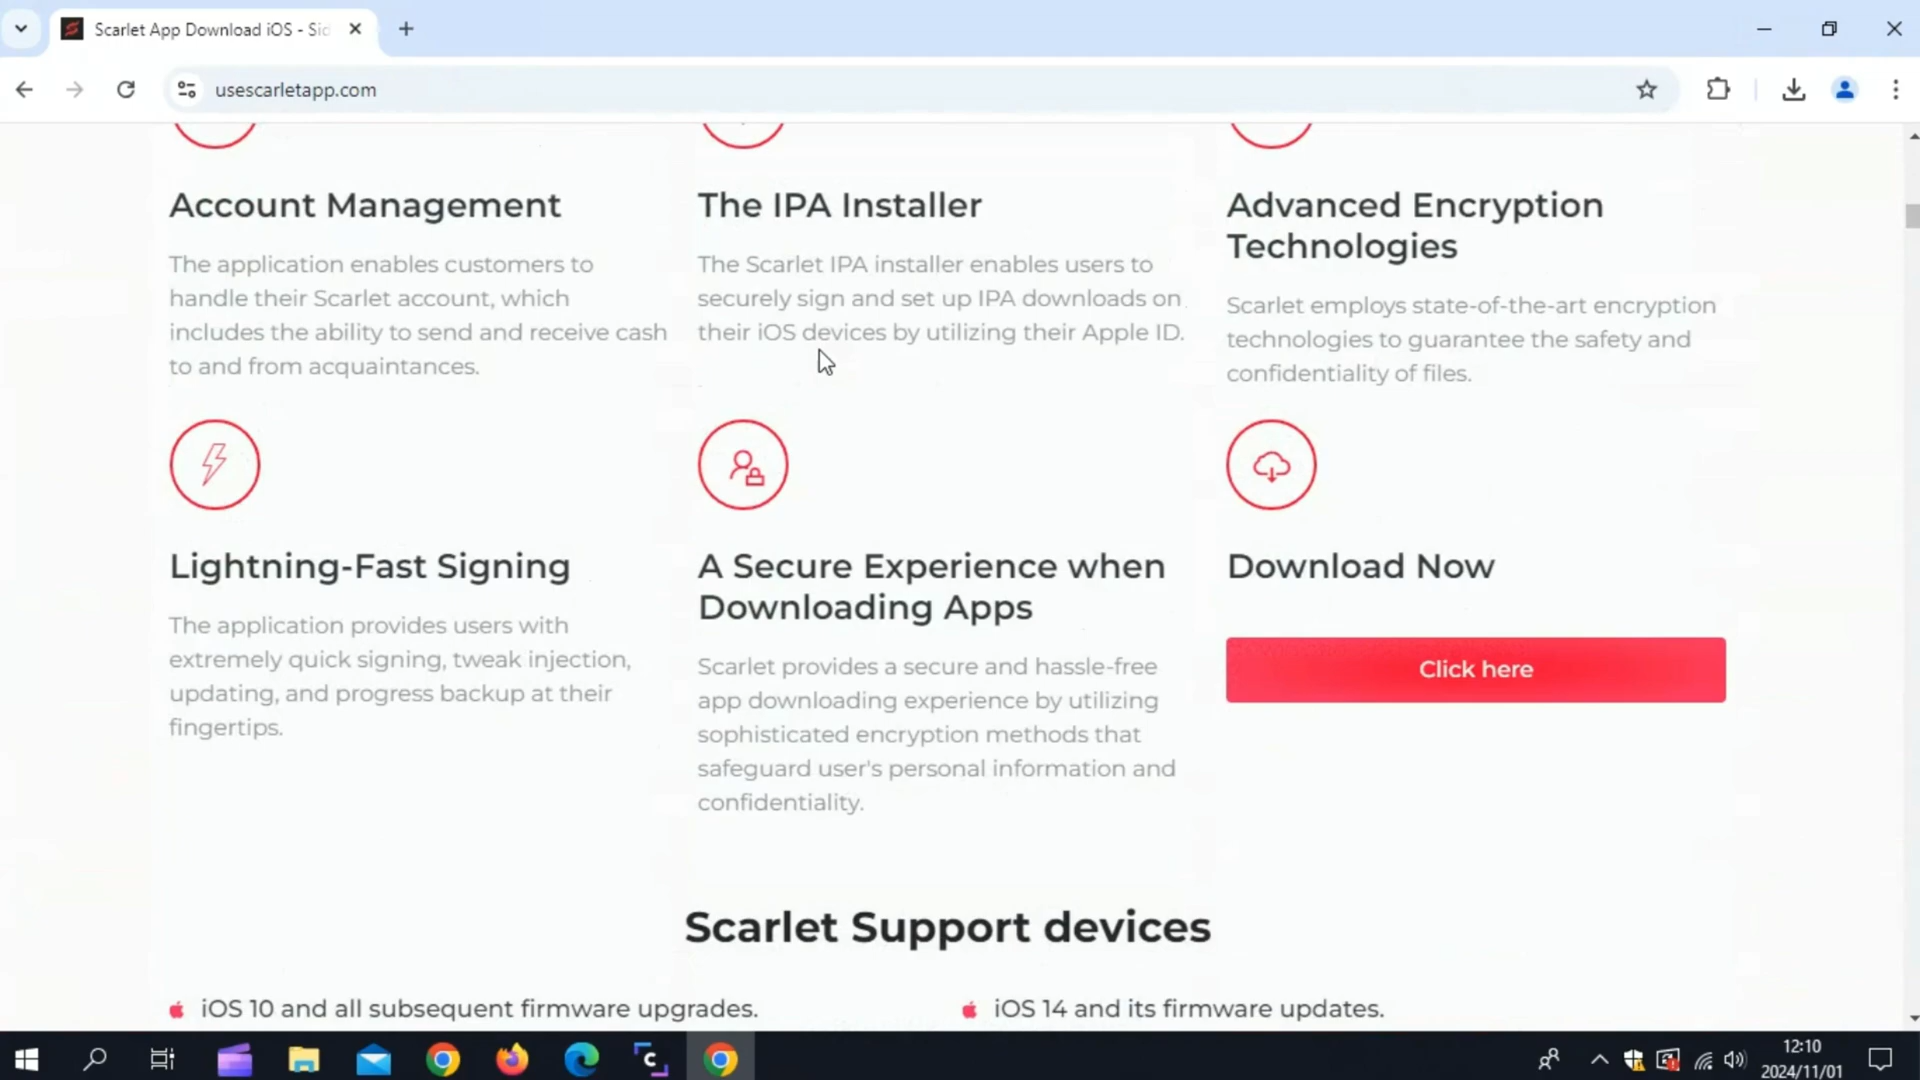 Scarlet App Download iOS - Sid
usescarletapp.com
Account Management
The application enables customers to
handle their Scarlet account, which
includes the ability to send and receive cash
to and from acquaintances.
The IPA Installer
The Scarlet IPA installer enables users to
securely sign and set up IPA downloads on
their iOS devices by utilizing their Apple ID.
Advanced Encryption
Technologies
Scarlet employs state-of-the-art encryption
technologies to guarantee the safety and
confidentiality of files.
Lightning-Fast Signing
The application provides users with
extremely quick signing, tweak injection,
updating, and progress backup at their
fingertips.
A Secure Experience when
Downloading Apps
Scarlet provides a secure and hassle-free
app downloading experience by utilizing
sophisticated encryption methods that
safeguard user's personal information and
confidentiality.
Download Now
Click here
Scarlet Support devices
iOS 10 and all subsequent firmware upgrades.
iOS 14 and its firmware updates.
12:10
2024/11/01